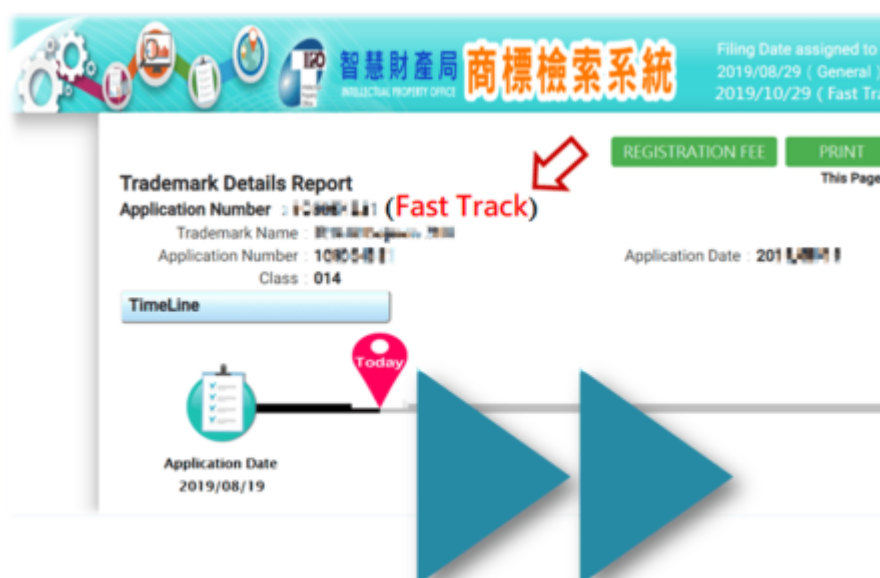 IPO
智慧財產局
INTELLECTUAL PROPERTY OFFICE
商標檢索系統
Filing Date assigned to
2019/08/29 ( General )
2019/10/29 ( Fast Tra
REGISTRATION FEE
PRINT
This Page
Trademark Details Report
Application Number : (Fast Track)
Trademark Name :
Application Number :
Application Date :
Class : 014
TimeLine
Today
Application Date
2019/08/19